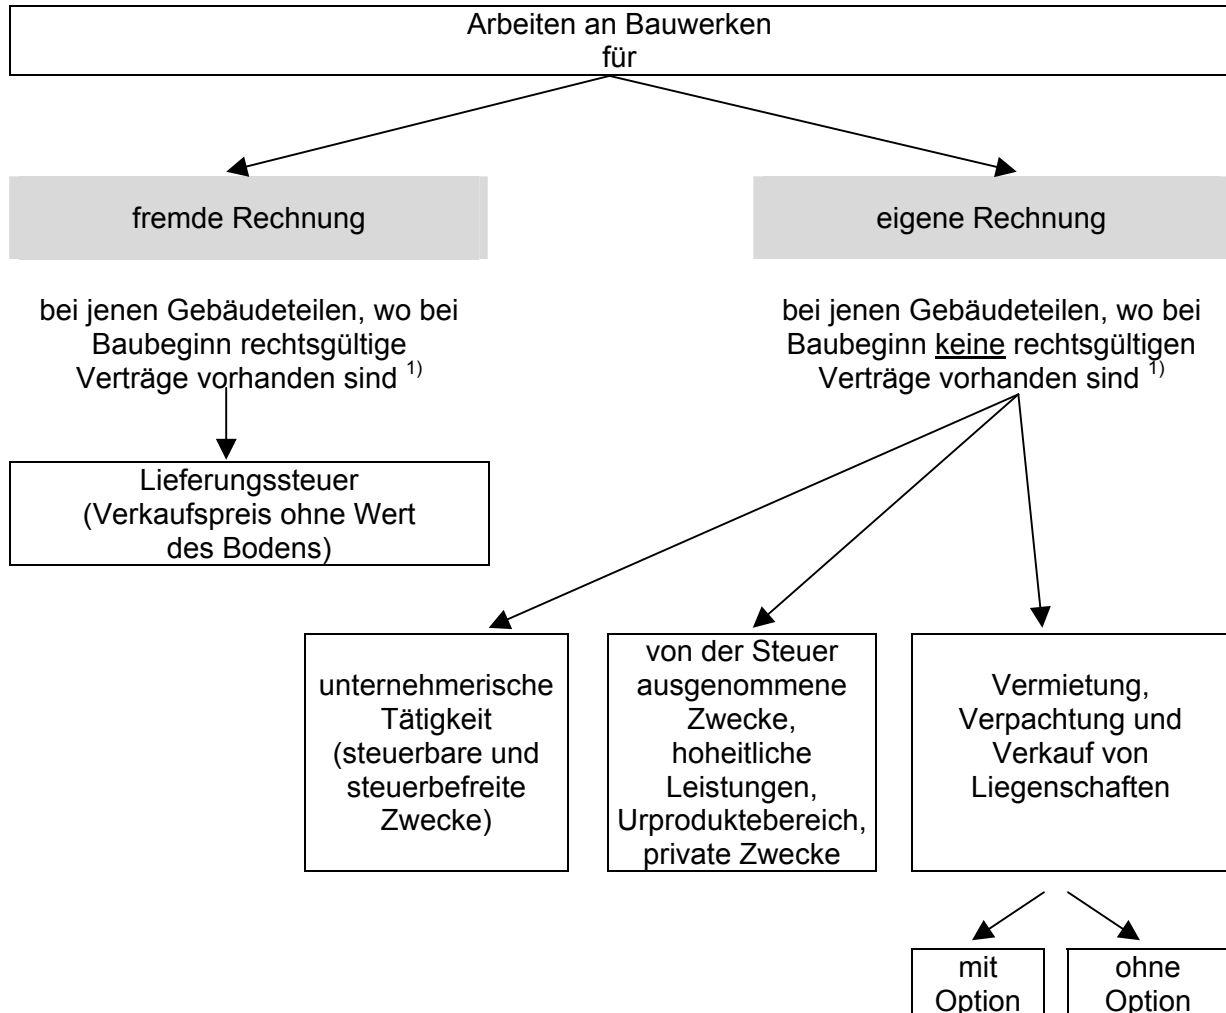 Arbeiten an Bauwerken
für
fremde Rechnung
eigene Rechnung
bei jenen Gebäudeteilen, wo bei
Baubeginn rechtsgültige
Verträge vorhanden sind 1)
bei jenen Gebäudeteilen, wo bei
Baubeginn keine rechtsgültigen
Verträge vorhanden sind 1)
Lieferungssteuer
(Verkaufspreis ohne Wert
des Bodens)
unternehmerische
Tätigkeit
(steuerbare und
steuerbefreite
Zwecke)
von der Steuer
ausgenommene
Zwecke,
hoheitliche
Leistungen,
Urproduktebereich,
private Zwecke
Vermietung,
Verpachtung und
Verkauf von
Liegenschaften
mit
Option
ohne
Option